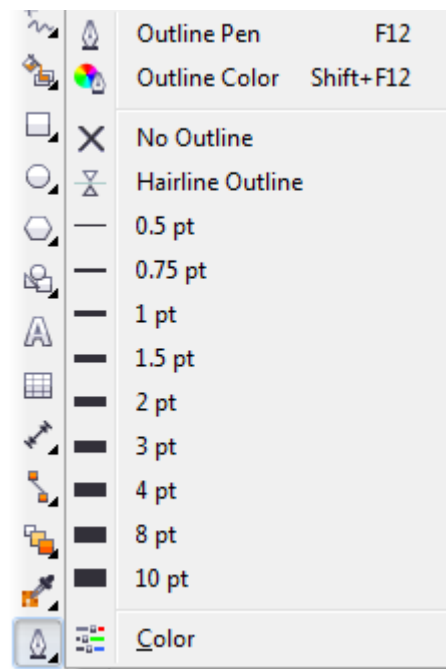 Outline Pen F12
Outline Color Shift+F12
No Outline
Hairline Outline
0.5 pt
0.75 pt
1 pt
1.5 pt
2 pt
3 pt
4 pt
8 pt
10 pt
Color